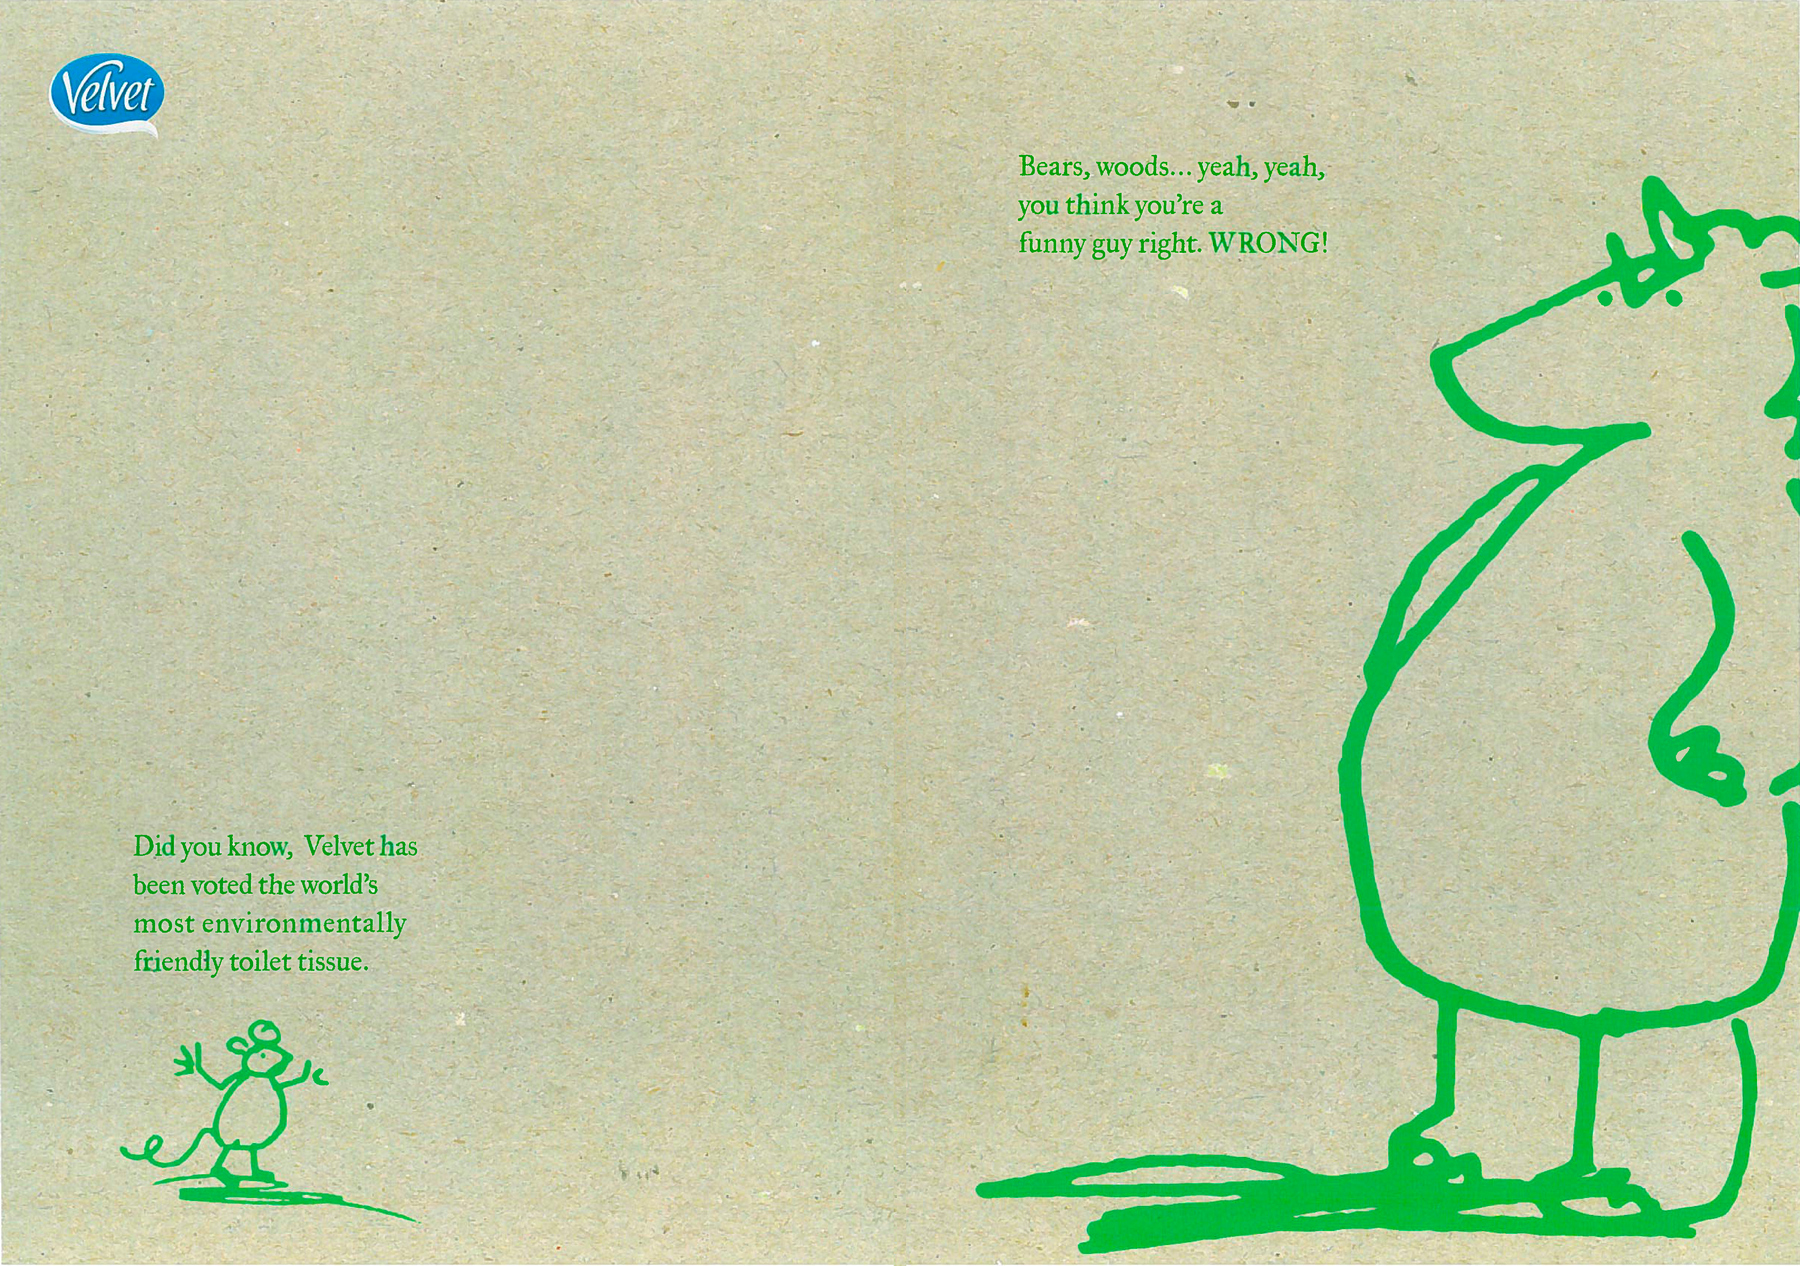 Velvet
Did you know, Velvet has
been voted the world's
most environmentally
friendly toilet tissue.
Bears, woods... yeah, yeah,
you think you're a
funny guy right. WRONG!